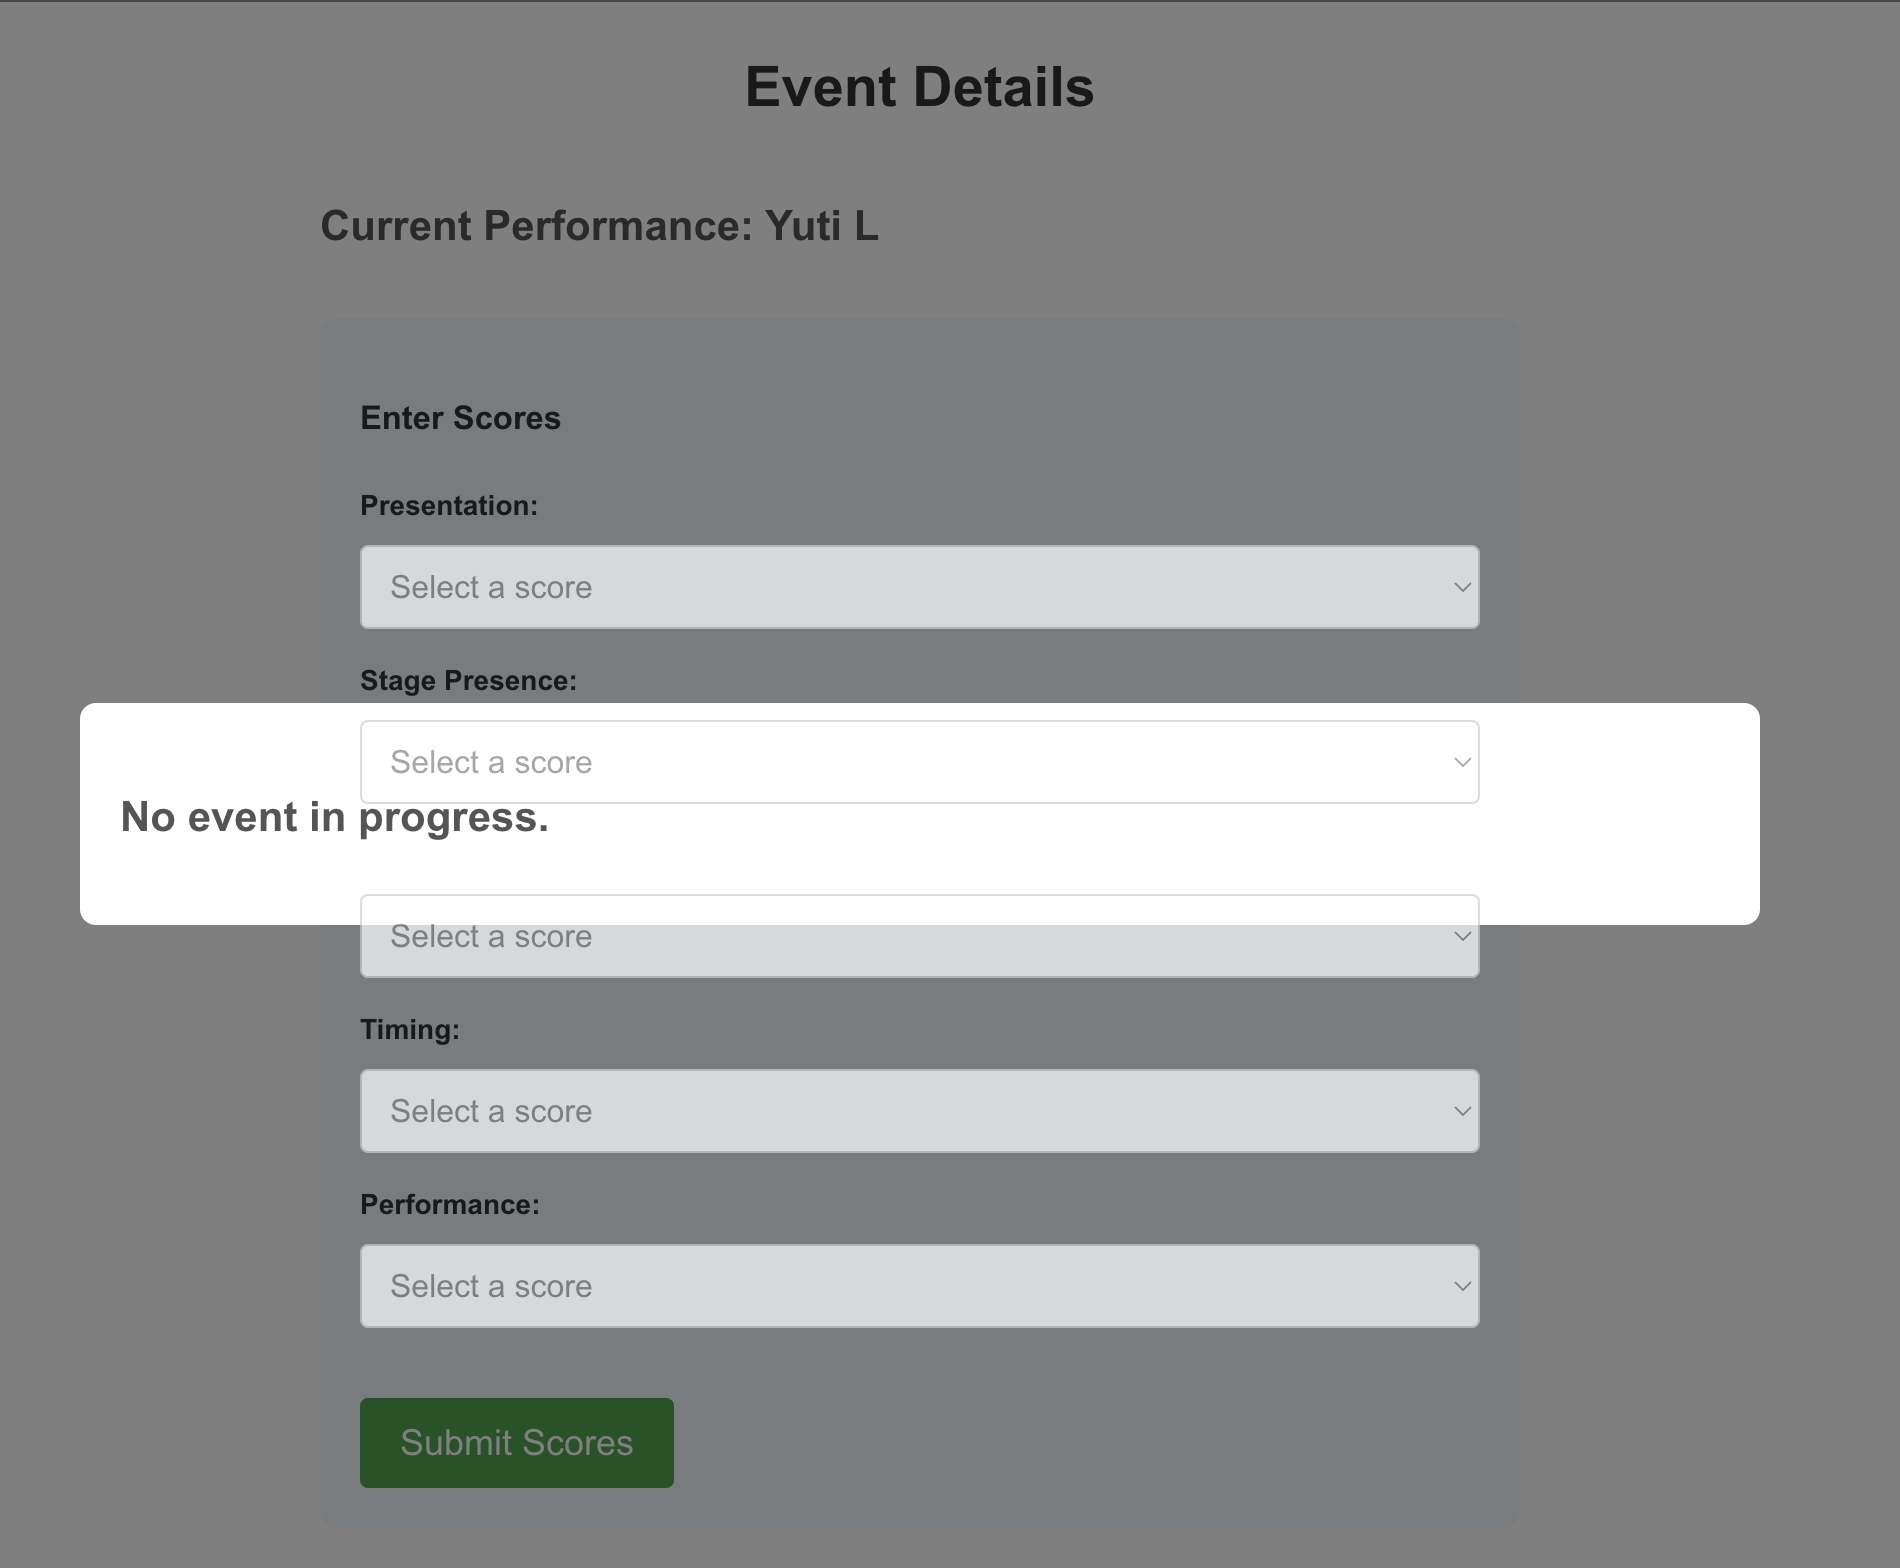 Event Details
Current Performance: Yuti L
Enter Scores
Presentation:
Select a score
Stage Presence:
Select a score
No event in progress.
Select a score
Timing:
Select a score
Performance:
Select a score
Submit Scores